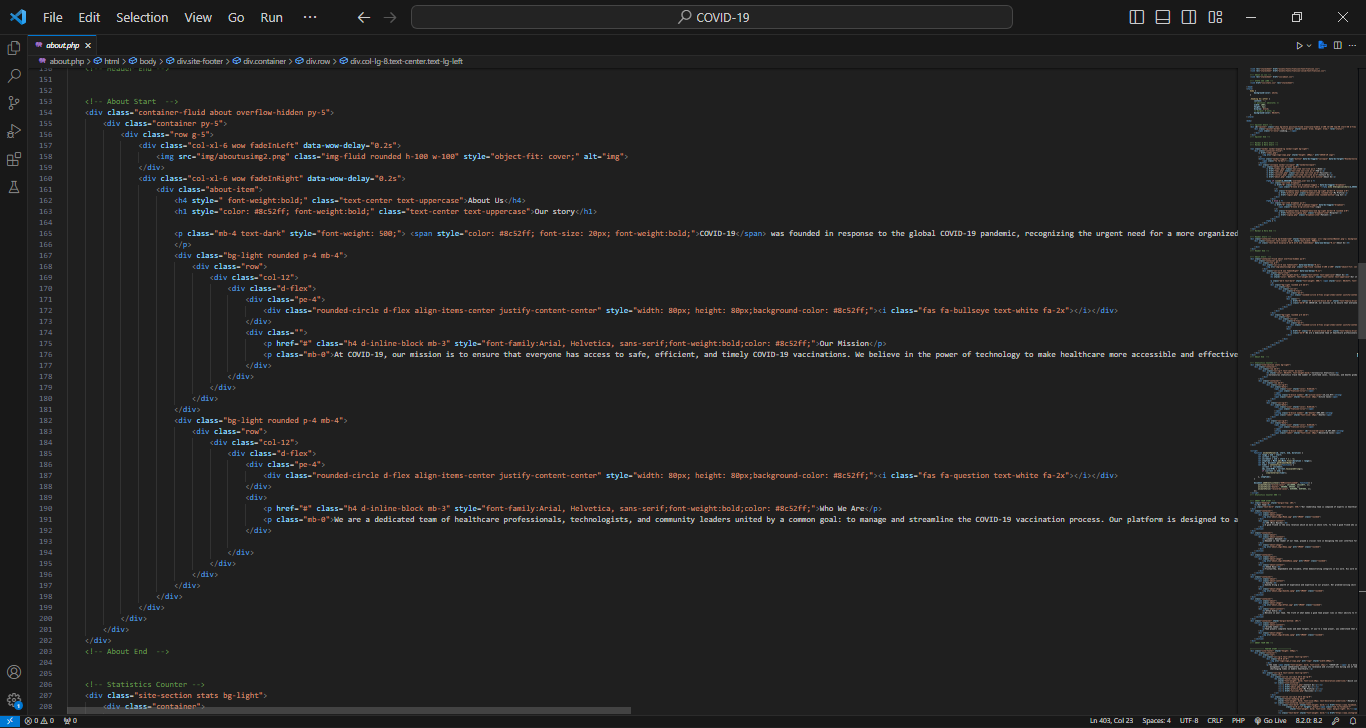 File Edit Selection View Go Run ··· COVID-19
about.php
about.php > html > body > div.site-footer > div.container > div.row > div.col-lg-8.text-center.text-lg-left
150 <!-- Header End -->
151
152
153 <!-- About Start -->
154 <div class="container-fluid about overflow-hidden py-5">
155 <div class="container py-5">
156 <div class="row g-5">
157 <div class="col-xl-6 wow fadeInLeft" data-wow-delay="0.2s">
158 <img src="img/aboutusimg2.png" class="img-fluid rounded h-100 w-100" style="object-fit: cover;" alt="img">
159 </div>
160 <div class="col-xl-6 wow fadeInRight" data-wow-delay="0.2s">
161 <div class="about-item">
162 <h4 style=" font-weight:bold;" class="text-center text-uppercase">About Us</h4>
163 <h1 style="color: #8c52ff; font-weight:bold;" class="text-center text-uppercase">Our story</h1>
164
165 <p class="mb-4 text-dark" style="font-weight: 500;"> <span style="color: #8c52ff; font-size: 20px; font-weight:bold;">COVID-19</span> was founded in response to the global COVID-19 pandemic, recognizing the urgent need for a more organized
166 </p>
167 <div class="bg-light rounded p-4 mb-4">
168 <div class="row">
169 <div class="col-12">
170 <div class="d-flex">
171 <div class="pe-4">
172 <div class="rounded-circle d-flex align-items-center justify-content-center" style="width: 80px; height: 80px;background-color: #8c52ff;"><i class="fas fa-bullseye text-white fa-2x"></i></div>
173 </div>
174 <div class="">
175 <p href="#" class="h4 d-inline-block mb-3" style="font-family:Arial, Helvetica, sans-serif;font-weight:bold;color: #8c52ff;">Our Mission</p>
176 <p class="mb-0">At COVID-19, our mission is to ensure that everyone has access to safe, efficient, and timely COVID-19 vaccinations. We believe in the power of technology to make healthcare more accessible and effective
177 </div>
178 </div>
179 </div>
180 </div>
181 </div>
182 <div class="bg-light rounded p-4 mb-4">
183 <div class="row">
184 <div class="col-12">
185 <div class="d-flex">
186 <div class="pe-4">
187 <div class="rounded-circle d-flex align-items-center justify-content-center" style="width: 80px; height: 80px;background-color: #8c52ff;"><i class="fas fa-question text-white fa-2x"></i></div>
188 </div>
189 <div>
190 <p href="#" class="h4 d-inline-block mb-3" style="font-family:Arial, Helvetica, sans-serif;font-weight:bold;color: #8c52ff;">Who We Are</p>
191 <p class="mb-0">We are a dedicated team of healthcare professionals, technologists, and community leaders united by a common goal: to manage and streamline the COVID-19 vaccination process. Our platform is designed to a
192 </div>
193
194 </div>
195 </div>
196 </div>
197 </div>
198 </div>
199 </div>
200 </div>
201 </div>
202 </div>
203 <!-- About End -->
204
205
206 <!-- Statistics Counter -->
207 <div class="site-section stats bg-light">
208 <div class="container">
0 0 0 Ln 403, Col 23 Spaces: 4 UTF-8 CRLF PHP Go Live 8.2.0: 8.2